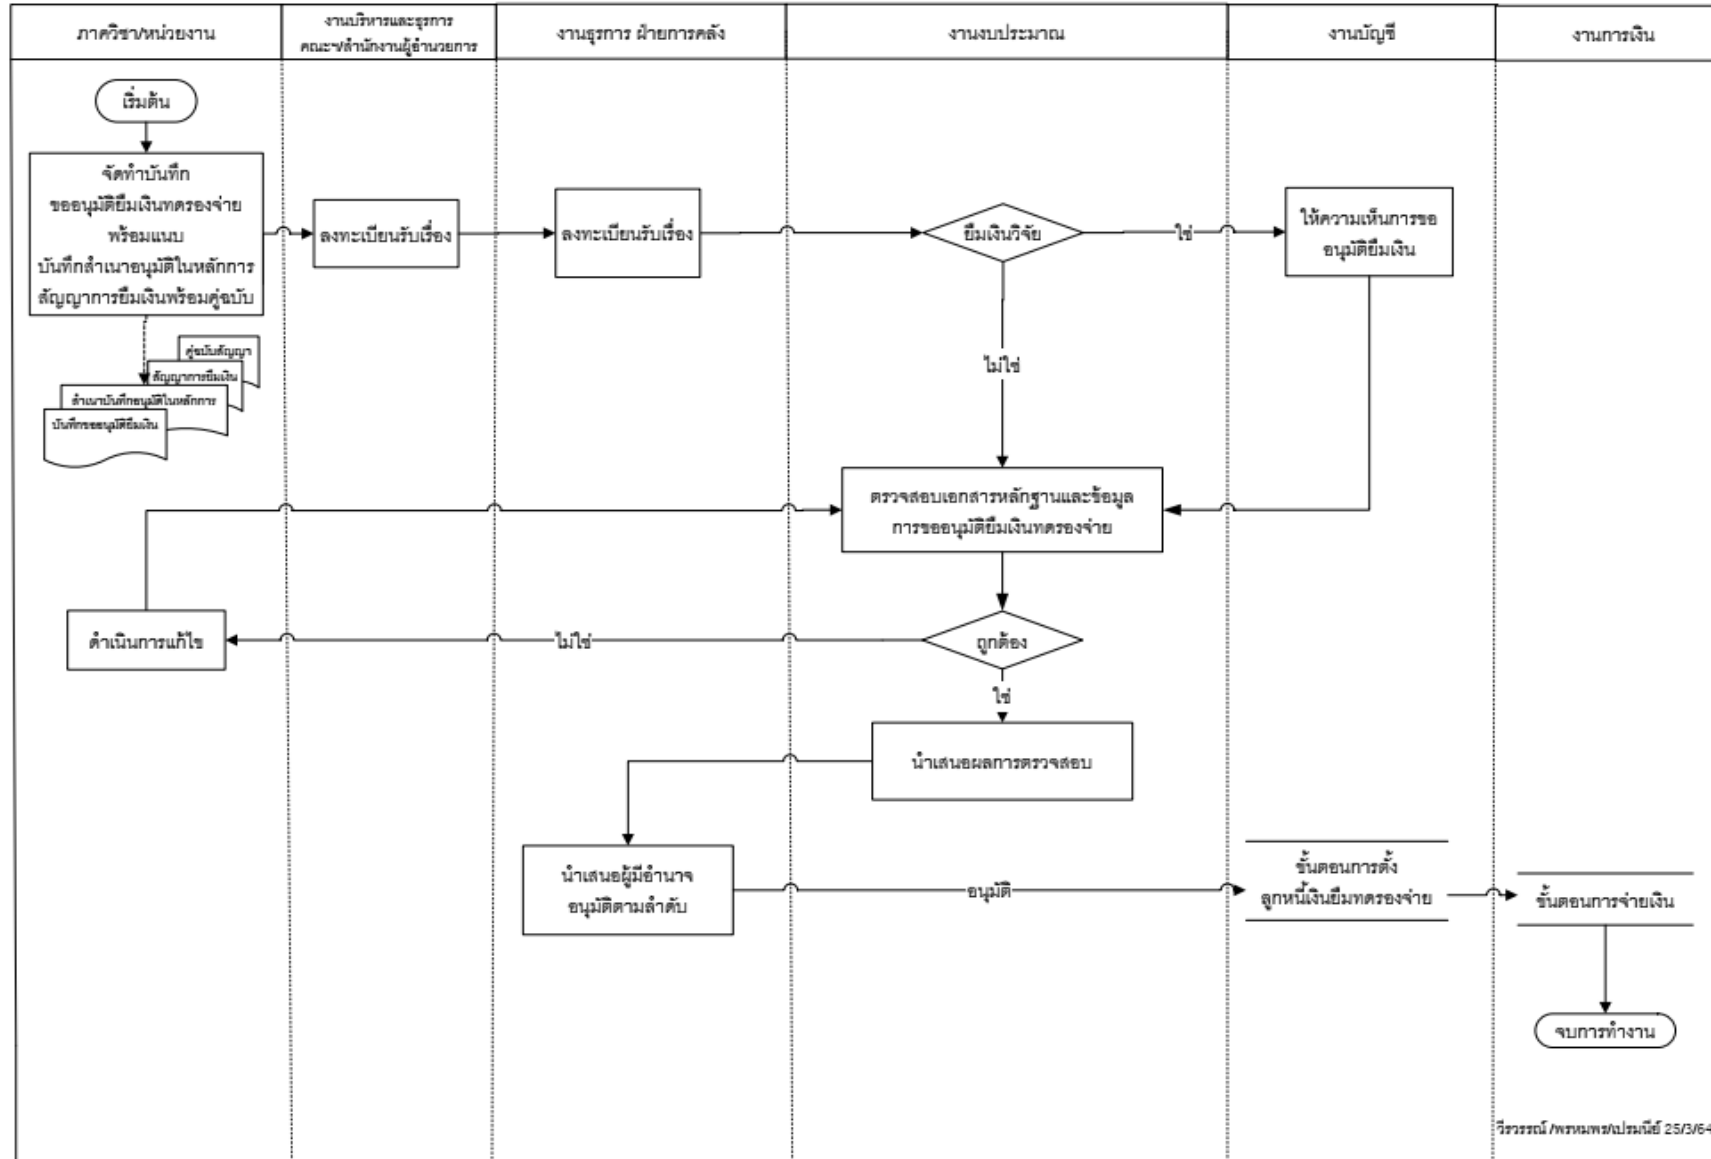 ภาควิชา/หน่วยงาน
งานบริหารและธุรการ
คณะฯ/สำนักงานผู้อำนวยการ
งานธุรการ ฝ่ายการคลัง
งานงบประมาณ
งานบัญชี
งานการเงิน
เริ่มต้น
จัดทำบันทึก
ขออนุมัติยืมเงินทดรองจ่าย
พร้อมแนบ
บันทึกสำเนาอนุมัติในหลักการ
สัญญาการยืมเงินพร้อมคู่ฉบับ
ลงทะเบียนรับเรื่อง
ลงทะเบียนรับเรื่อง
ยืมเงินวิจัย
ใช่
ให้ความเห็นการขอ
อนุมัติยืมเงิน
คู่ฉบับสัญญา
สัญญาการยืมเงิน
สำเนาบันทึกอนุมัติในหลักการ
บันทึกขออนุมัติยืมเงิน
ไม่ใช่
ตรวจสอบเอกสารหลักฐานและข้อมูล
การขออนุมัติยืมเงินทดรองจ่าย
ดำเนินการแก้ไข
ไม่ใช่
ถูกต้อง
ใช่
นำเสนอผลการตรวจสอบ
นำเสนอผู้มีอำนาจ
อนุมัติตามลำดับ
อนุมัติ
ขั้นตอนการตั้ง
ลูกหนี้เงินยืมทดรองจ่าย
ขั้นตอนการจ่ายเงิน
จบการทำงาน
วีรวรรณ์ /พรหมพร/เปรมนีย์ 25/3/64